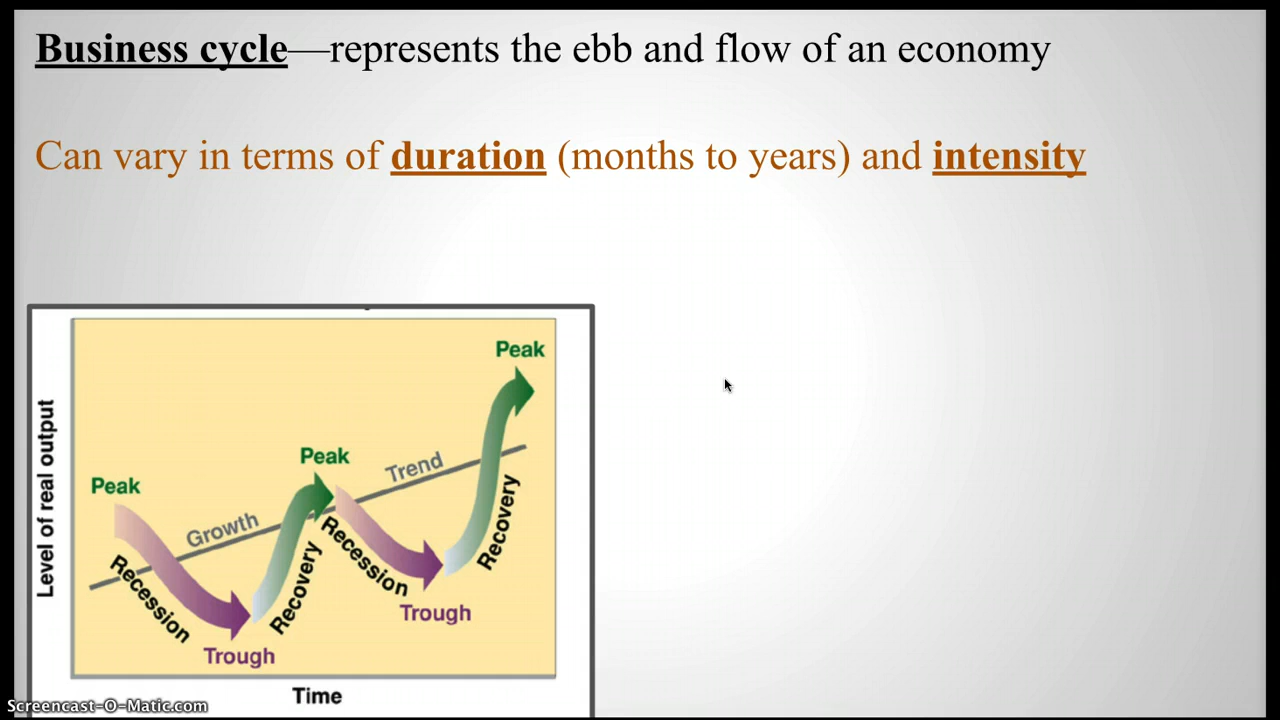 Business cycle—represents the ebb and flow of an economy
Can vary in terms of duration (months to years) and intensity
Peak
Peak
Trend
Peak
Growth
Level of real output
Recession
Recovery
Recession
Recovery
Trough
Trough
Time
Screencast-O-Matic.com